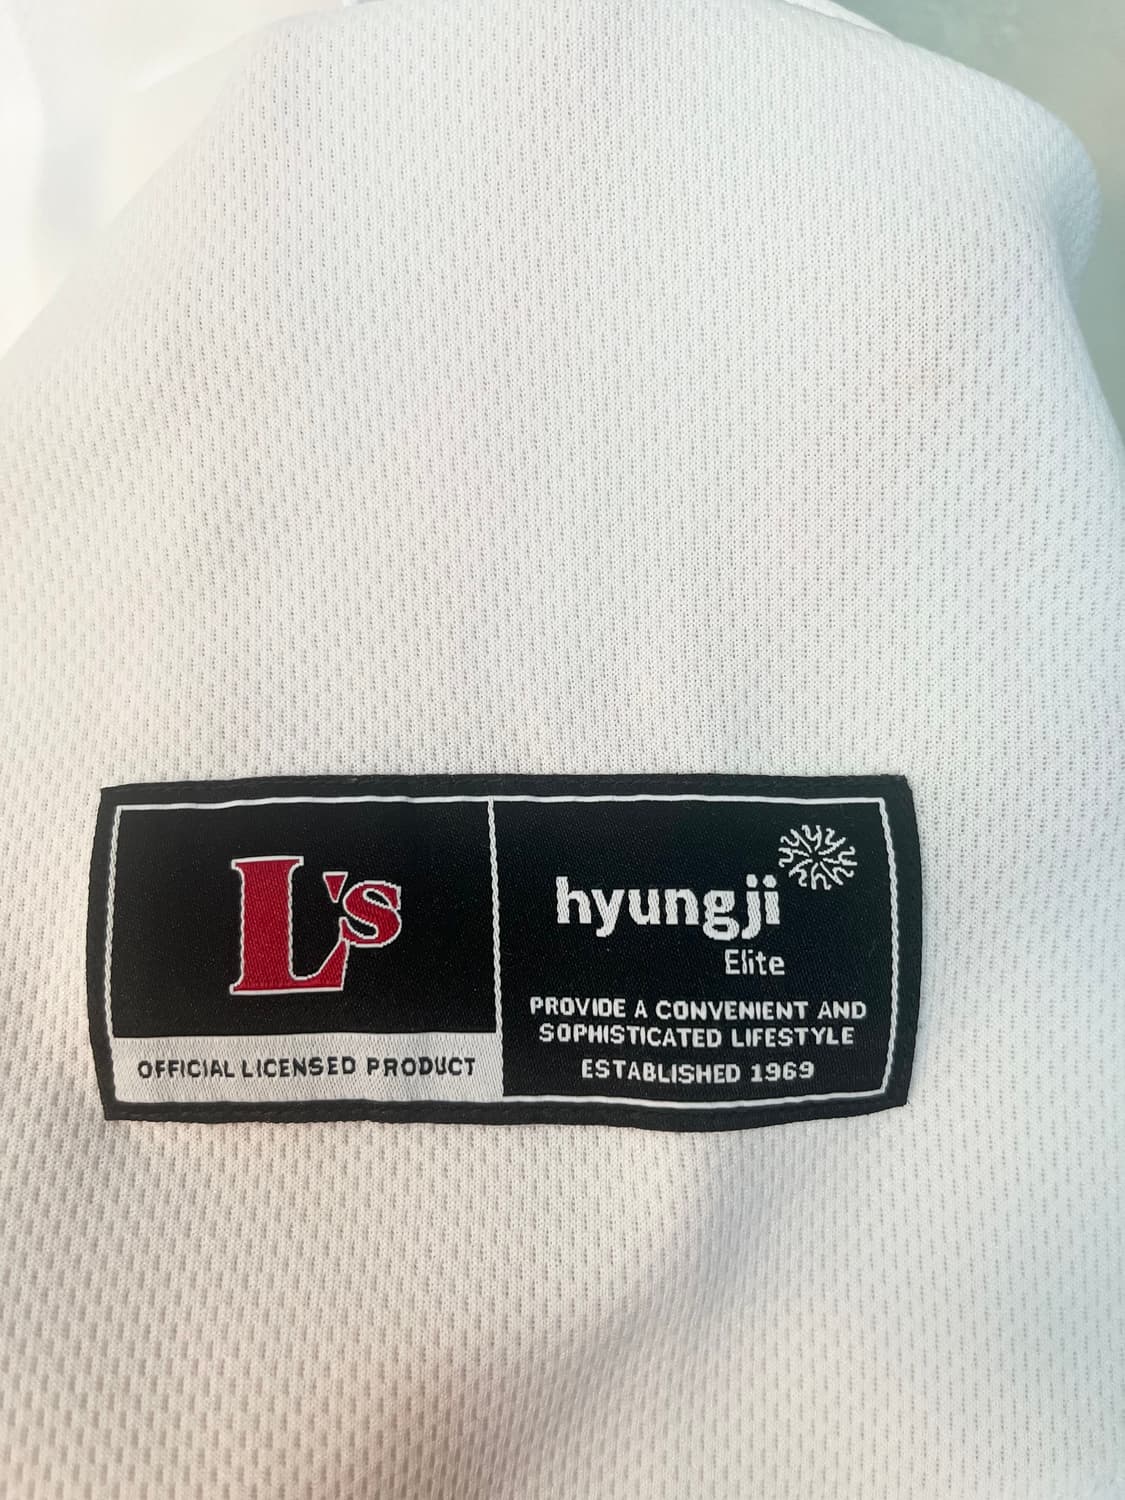 L's
OFFICIAL LICENSED PRODUCT
hyungji
Elite
PROVIDE A CONVENIENT AND
SOPHISTICATED LIFESTYLE
ESTABLISHED 1969